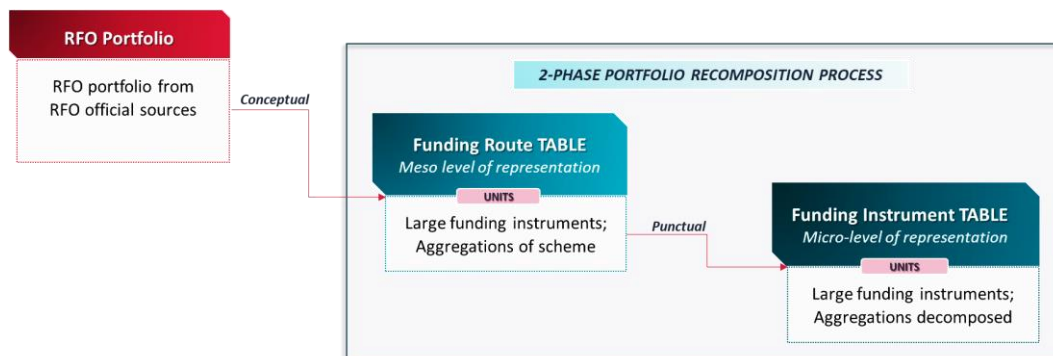 RFO Portfolio
RFO portfolio from
RFO official sources
Conceptual
2-PHASE PORTFOLIO RECOMPOSITION PROCESS
Funding Route TABLE
Meso level of representation
UNITS
Large funding instruments;
Aggregations of scheme
Punctual
Funding Instrument TABLE
Micro-level of representation
UNITS
Large funding instruments;
Aggregations decomposed